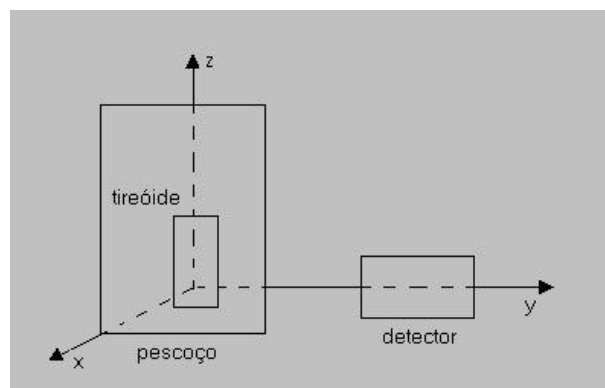 z
tireóide
y
detector
x
pescoço